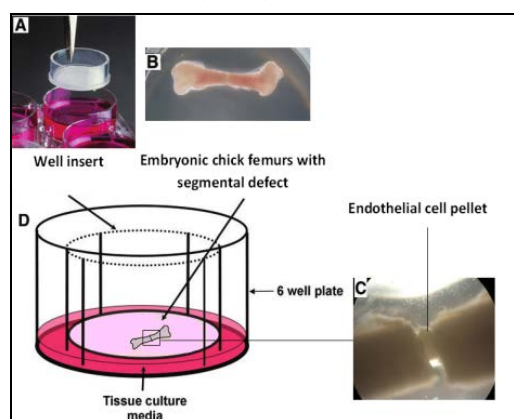 A
B
Well insert
Embryonic chick femurs with
segmental defect
Endothelial cell pellet
D
6 well plate
C
Tissue culture
media